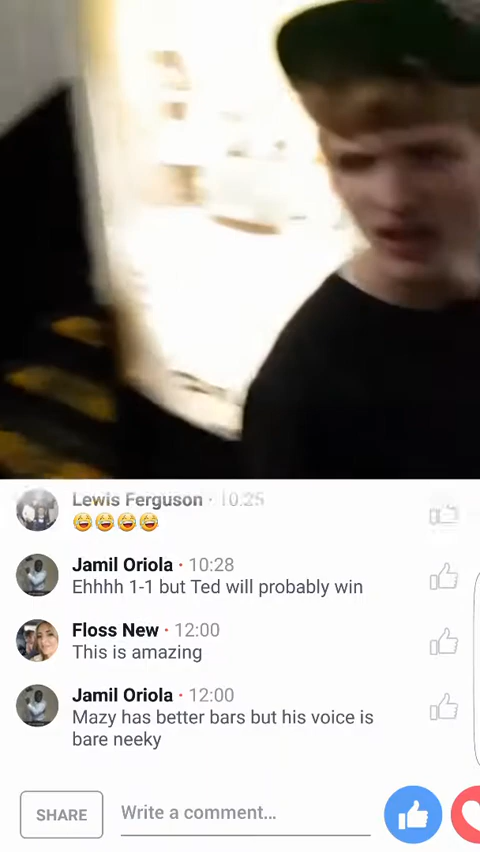 Lewis Ferguson · 10:25
😂😂😂😂
Jamil Oriola · 10:28
Ehhhh 1-1 but Ted will probably win
Floss New · 12:00
This is amazing
Jamil Oriola · 12:00
Mazy has better bars but his voice is
bare neeky
SHARE
Write a comment...